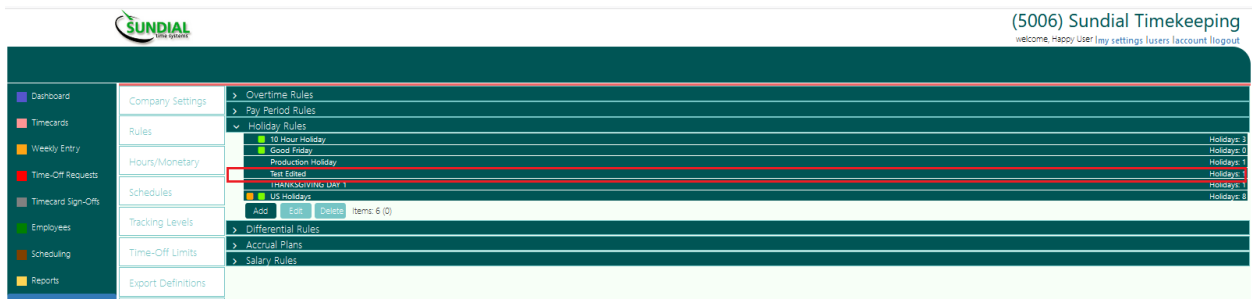 SUNDIAL
time systems
(5006) Sundial Timekeeping
welcome, Happy User |my settings |users |account |logout
Dashboard
Timecards
Weekly Entry
Time-Off Requests
Timecard Sign-Offs
Employees
Scheduling
Reports
Company Settings
Rules
Hours/Monetary
Schedules
Tracking Levels
Time-Off Limits
Export Definitions
> Overtime Rules
> Pay Period Rules
Holiday Rules
10 Hour Holiday Holidays: 3
Good Friday Holidays: 0
Production Holiday Holidays: 1
Test Edited Holidays: 1
THANKSGIVING DAY 1 Holidays: 1
US Holidays Holidays: 8
Add Edit Delete Items: 6 (0)
> Differential Rules
> Accrual Plans
> Salary Rules